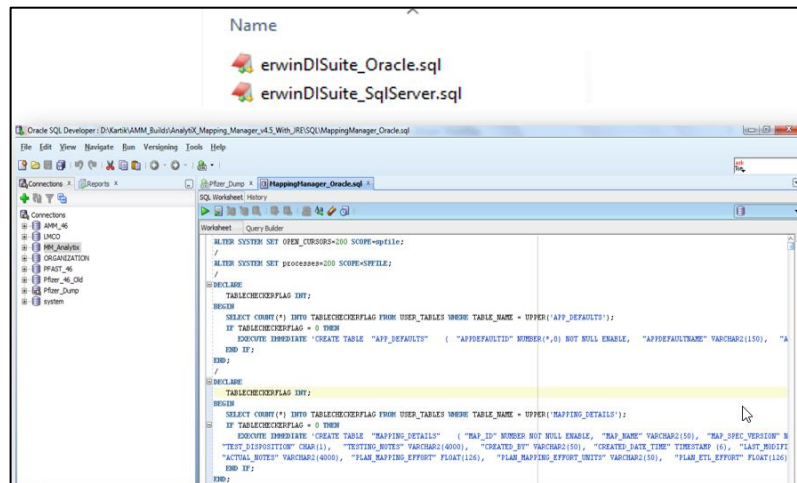 Name
erwinDISuite_Oracle.sql
erwinDISuite_SqlServer.sql
Oracle SQL Developer : D:\Kartik\AMM_Builds\AnalytiX_Mapping_Manager_v4.5_With_JRE\SQL\MappingManager_Oracle.sql
File Edit View Navigate Run Versioning Tools Help
Connections Reports Pfizer_Dump MappingManager_Oracle.sql
SQL Worksheet History
Worksheet Query Builder
Connections
AMM_46
LMCO
MM_Analytix
ORGANIZATION
PFAST_46
Pfizer_46_Old
Pfizer_Dump
system
ALTER SYSTEM SET OPEN_CURSORS=200 SCOPE=spfile;
/
ALTER SYSTEM SET processes=200 SCOPE=SPFILE;
/
DECLARE
TABLECHECKERFLAG INT;
BEGIN
SELECT COUNT(*) INTO TABLECHECKERFLAG FROM USER_TABLES WHERE TABLE_NAME = UPPER('APP_DEFAULTS');
IF TABLECHECKERFLAG = 0 THEN
EXECUTE IMMEDIATE 'CREATE TABLE "APP_DEFAULTS" ( "APPDEFAULTID" NUMBER(*,0) NOT NULL ENABLE, "APPDEFAULTNAME" VARCHAR2(150), "A
END IF;
END;
/
DECLARE
TABLECHECKERFLAG INT;
BEGIN
SELECT COUNT(*) INTO TABLECHECKERFLAG FROM USER_TABLES WHERE TABLE_NAME = UPPER('MAPPING_DETAILS');
IF TABLECHECKERFLAG = 0 THEN
EXECUTE IMMEDIATE 'CREATE TABLE "MAPPING_DETAILS" ( "MAP_ID" NUMBER NOT NULL ENABLE, "MAP_NAME" VARCHAR2(50), "MAP_SPEC_VERSION" N
"TEST_DISPOSITION" CHAR(1), "TESTING_NOTES" VARCHAR2(4000), "CREATED_BY" VARCHAR2(50), "CREATED_DATE_TIME" TIMESTAMP (6), "LAST_MODIFI
"ACTUAL_NOTES" VARCHAR2(4000), "PLAN_MAPPING_EFFORT" FLOAT(126), "PLAN_MAPPING_EFFORT_UNITS" VARCHAR2(50), "PLAN_ETL_EFFORT" FLOAT(126)
END IF;
END;